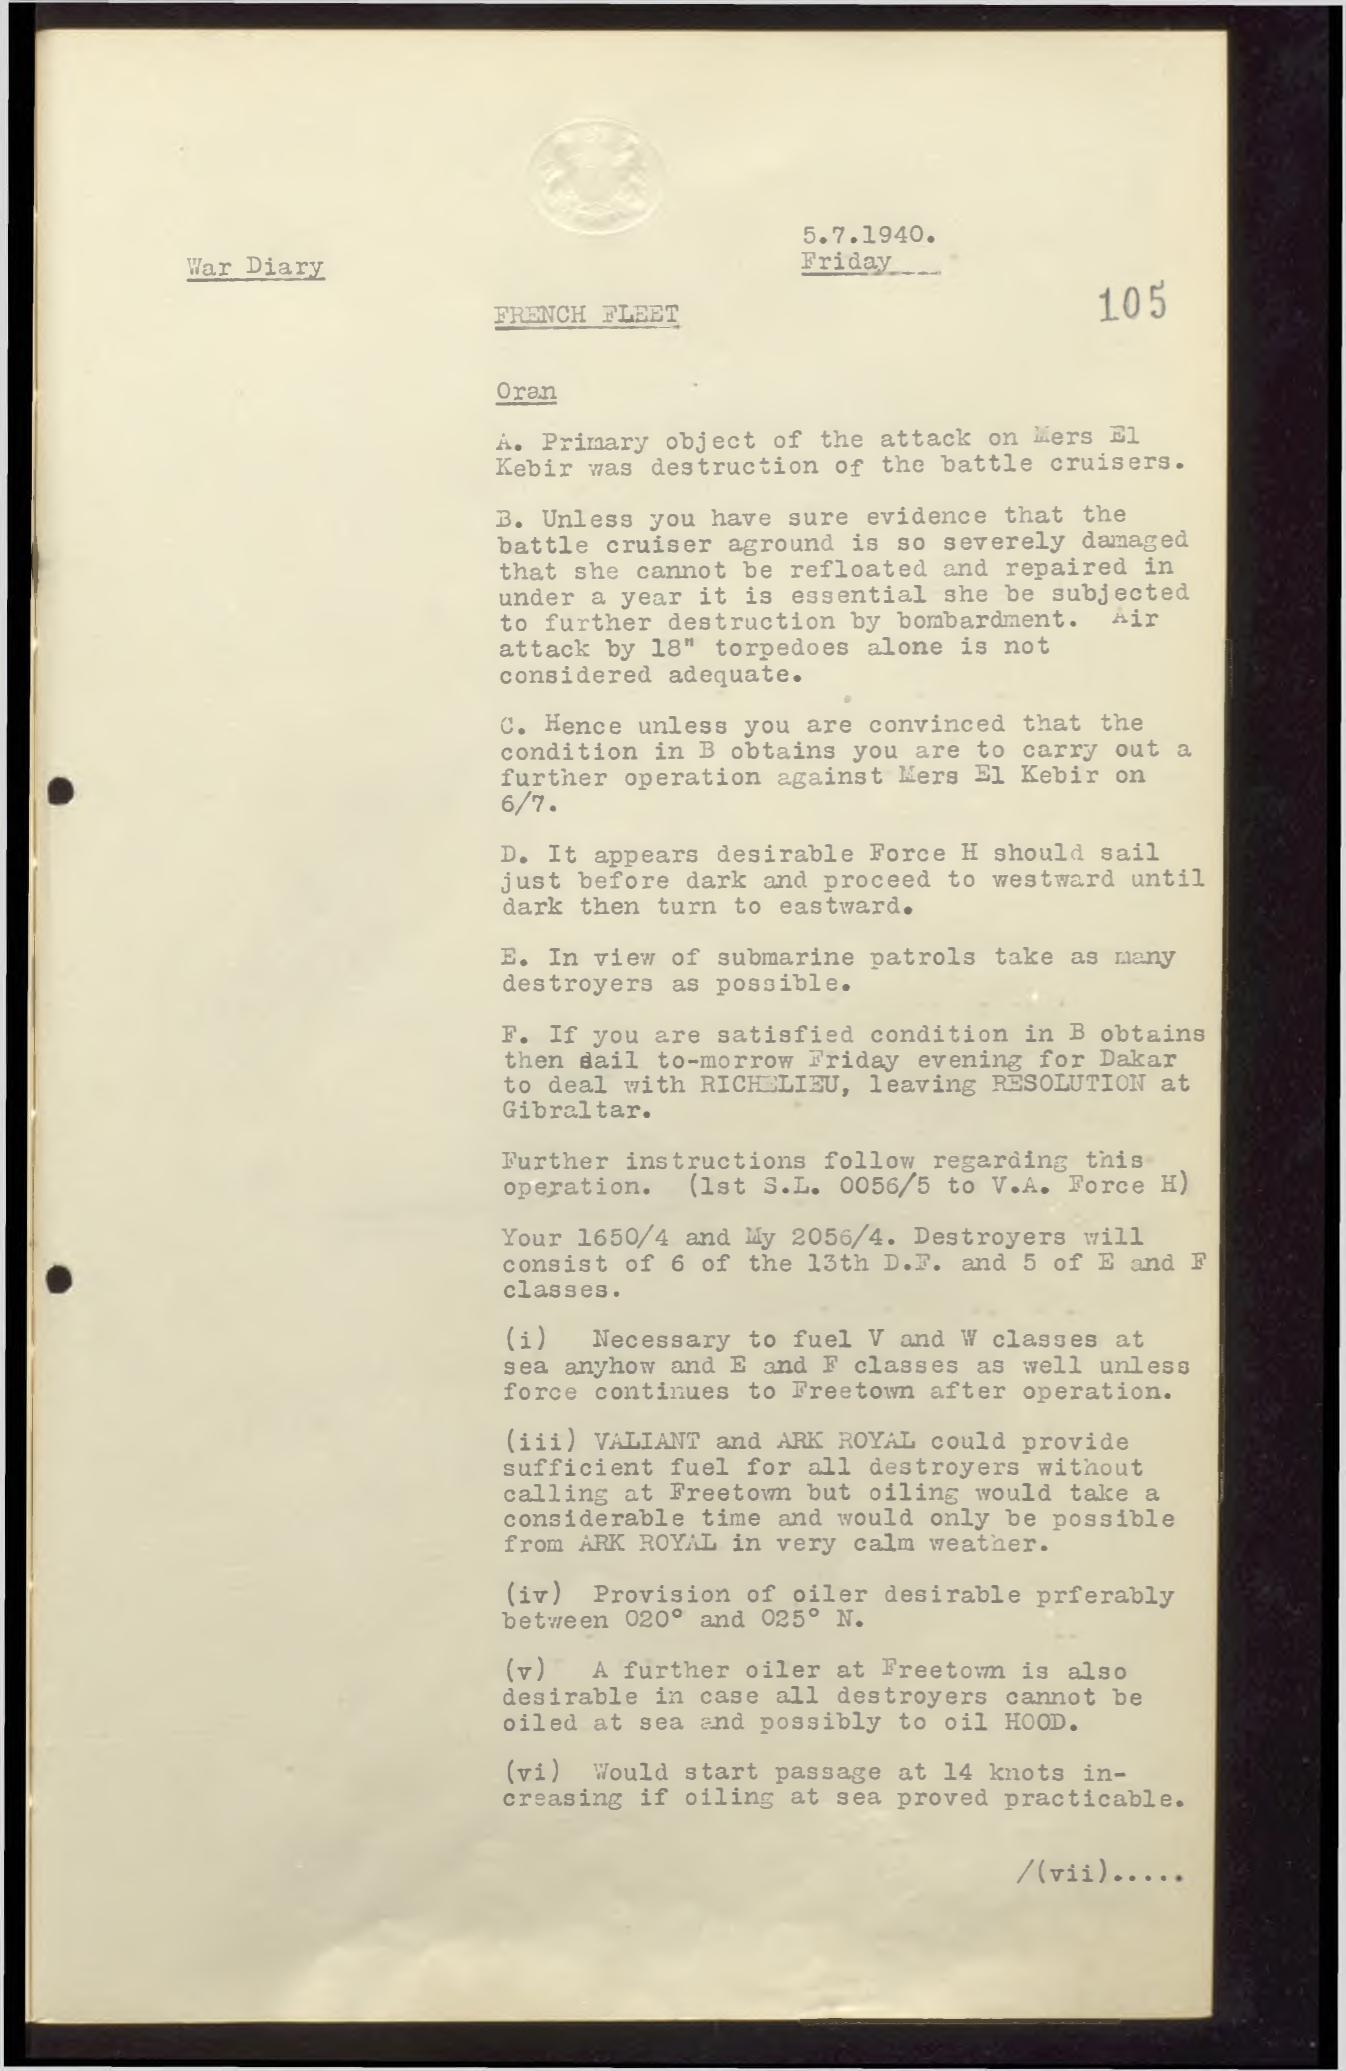 5.7.1940.
War Diary
Friday
105
FRENCH FLEET
Oran
A. Primary object of the attack on Mers El
Kebir was destruction of the battle cruisers.
B. Unless you have sure evidence that the
battle cruiser aground is so severely damaged
that she cannot be refloated and repaired in
under a year it is essential she be subjected
to further destruction by bombardment. Air
attack by 18" torpedoes alone is not
considered adequate.
C. Hence unless you are convinced that the
condition in B obtains you are to carry out a
further operation against Mers El Kebir on
6/7.
D. It appears desirable Force H should sail
just before dark and proceed to westward until
dark then turn to eastward.
E. In view of submarine patrols take as many
destroyers as possible.
F. If you are satisfied condition in B obtains
then sail to-morrow Friday evening for Dakar
to deal with RICHELIEU, leaving RESOLUTION at
Gibraltar.
Further instructions follow regarding this
operation. (1st S.L. 0056/5 to V.A. Force H)
Your 1650/4 and My 2056/4. Destroyers will
consist of 6 of the 13th D.F. and 5 of E and F
classes.
(i) Necessary to fuel V and W classes at
sea anyhow and E and F classes as well unless
force continues to Freetown after operation.
(iii) VALIANT and ARK ROYAL could provide
sufficient fuel for all destroyers without
calling at Freetown but oiling would take a
considerable time and would only be possible
from ARK ROYAL in very calm weather.
(iv) Provision of oiler desirable prferably
between 020° and 025° N.
(v) A further oiler at Freetown is also
desirable in case all destroyers cannot be
oiled at sea and possibly to oil HOOD.
(vi) Would start passage at 14 knots in-
creasing if oiling at sea proved practicable.
/(vii).....